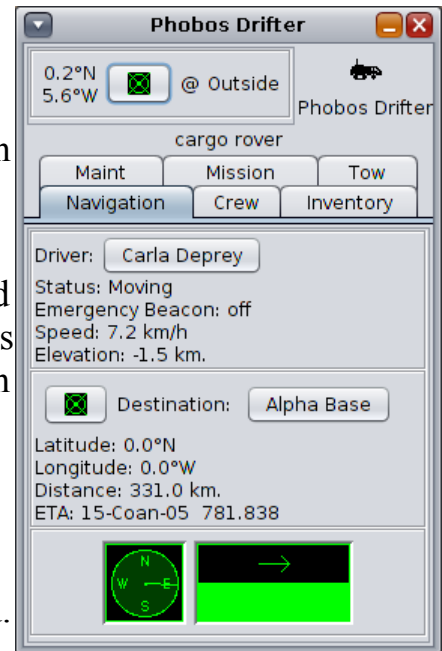 Phobos Drifter
0.2°N
5.6°W
@ Outside
Phobos Drifter
cargo rover
Maint Mission Tow
Navigation Crew Inventory
Driver: Carla Deprey
Status: Moving
Emergency Beacon: off
Speed: 7.2 km/h
Elevation: -1.5 km.
Destination: Alpha Base
Latitude: 0.0°N
Longitude: 0.0°W
Distance: 331.0 km.
ETA: 15-Coan-05 781.838
N
W E
S